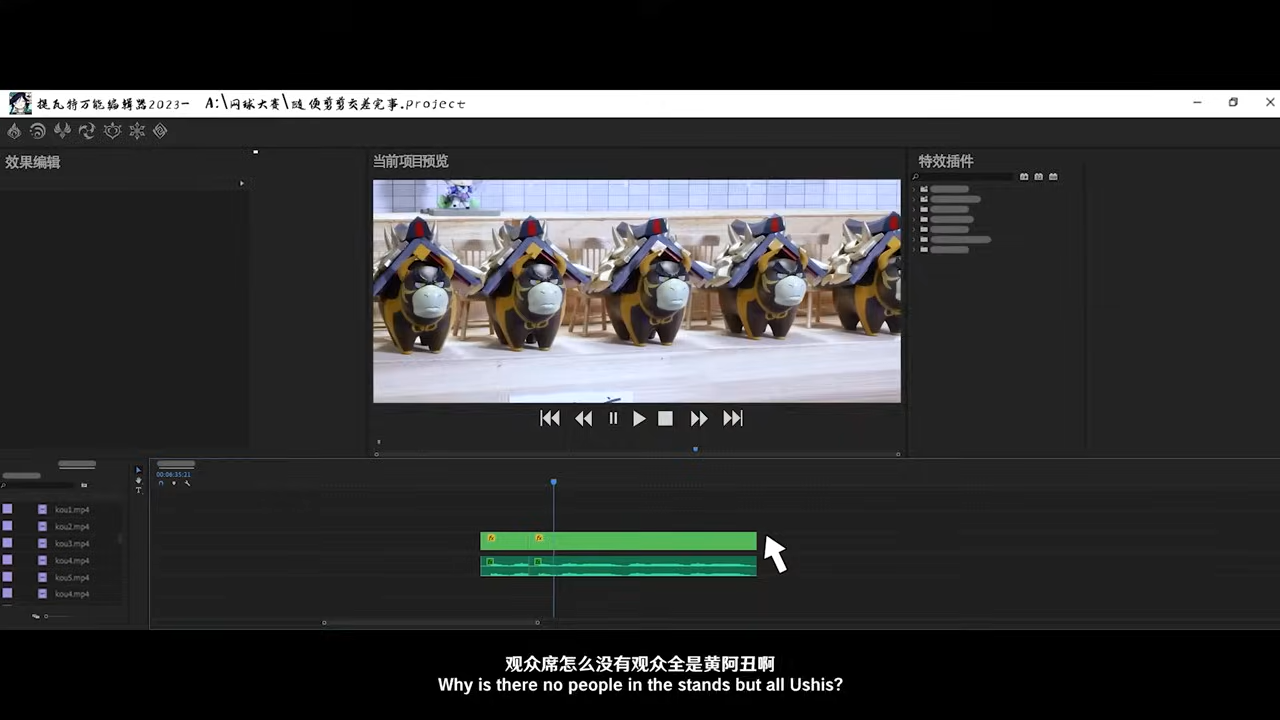 提瓦特万能编辑器2023- A:\网球大赛\随便剪剪交差完事.project
效果编辑
当前项目预览
特效插件
00:06:35:21
kou1.mp4
kou2.mp4
kou3.mp4
kou4.mp4
kou5.mp4
kou4.mp4
观众席怎么没有观众全是黄阿丑啊
Why is there no people in the stands but all Ushis?